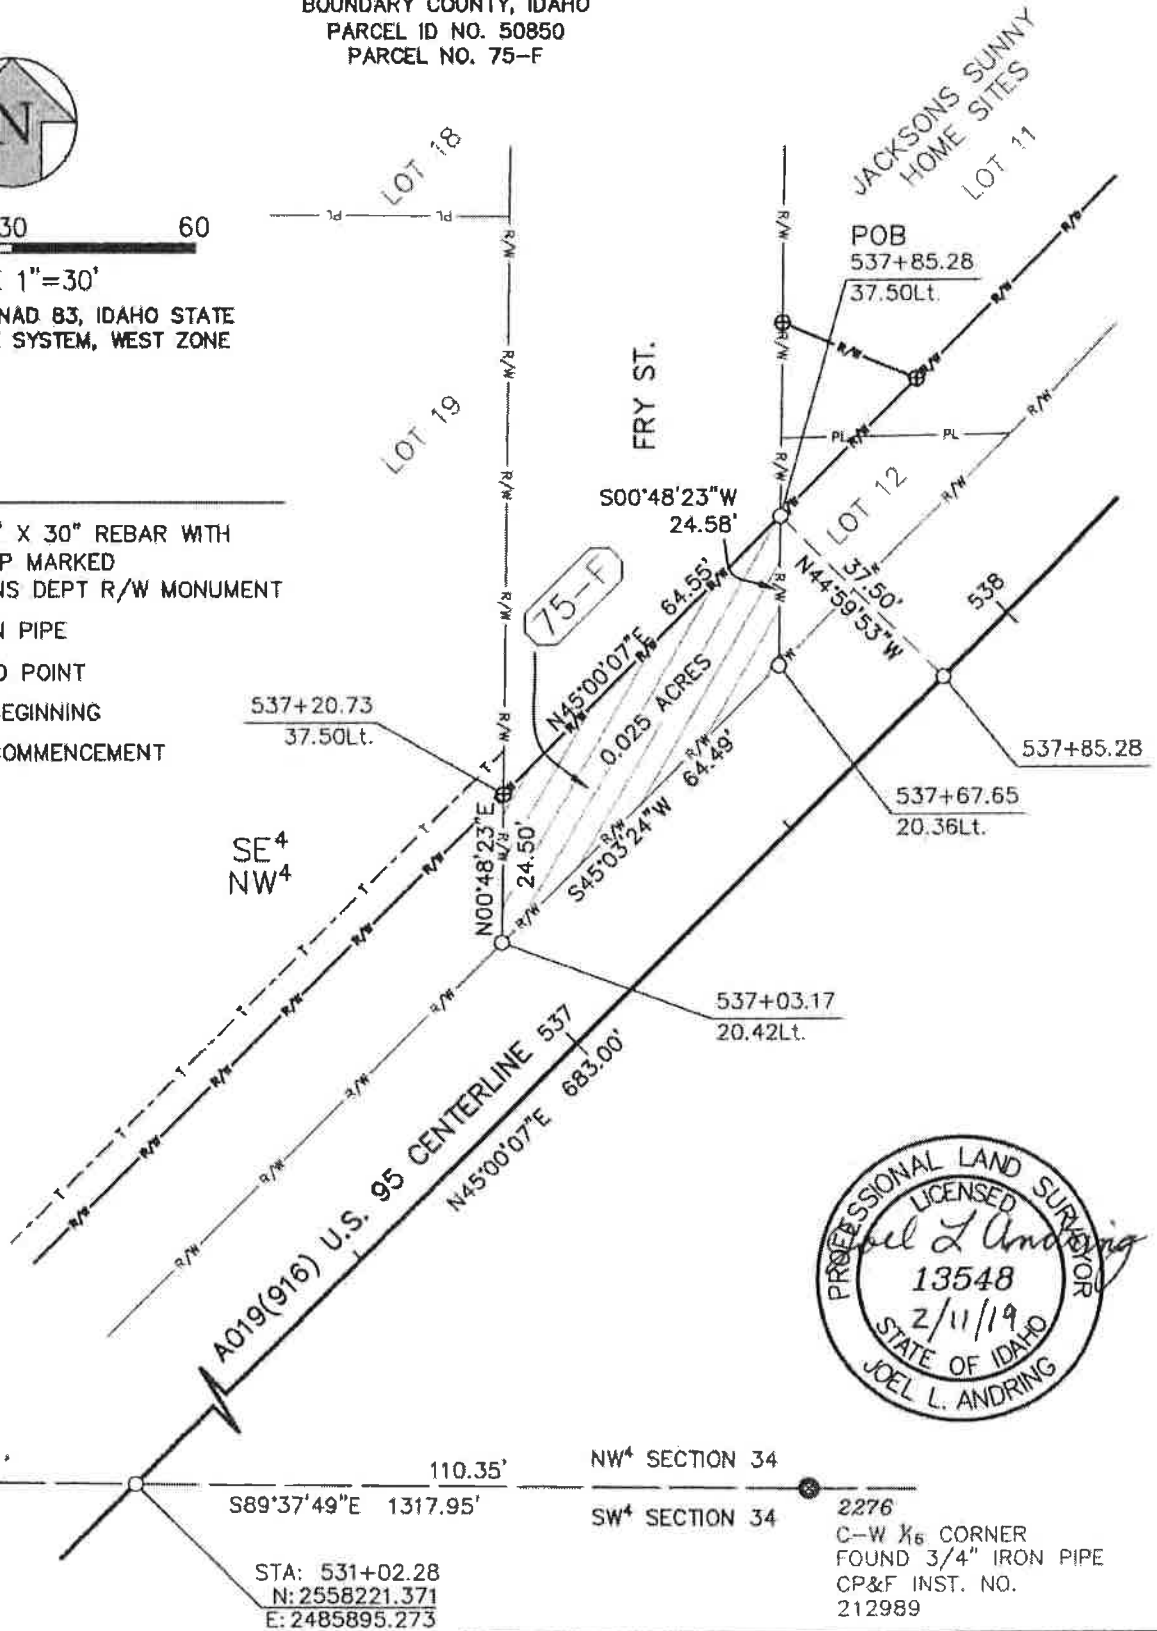 BOUNDARY COUNTY, IDAHO
PARCEL ID NO. 50850
PARCEL NO. 75-F
N
30 60
1"=30'
NAD 83, IDAHO STATE
SYSTEM, WEST ZONE
X 30" REBAR WITH
MARKED
DEPT R/W MONUMENT
PIPE
POINT
LOT 18
LOT 19
JACKSONS SUNNY
HOME SITES
LOT 11
POB
537+85.28
37.50Lt.
FRY ST.
PL PL
PL PL
R/W R/W R/W R/W R/W R/W
S00°48'23"W
24.58'
LOT 12
37.50'
N44°59'53"W
538
75-F
N45°00'07"E 64.55'
0.025 ACRES
S45°03'24"W 64.49'
537+20.73
37.50Lt.
N00°48'23"E
24.50'
537+85.28
537+67.65
20.36Lt.
SE4
NW4
T T T T T T
537+03.17
20.42Lt.
A019(916) U.S. 95 CENTERLINE 537
N45°00'07"E 683.00'
PROFESSIONAL LAND SURVEYOR
LICENSED
Joel L Andring
13548
2/11/19
STATE OF IDAHO
JOEL L. ANDRING
110.35'
S89°37'49"E 1317.95'
NW4 SECTION 34
SW4 SECTION 34
2276
C-W 1/16 CORNER
FOUND 3/4" IRON PIPE
CP&F INST. NO.
212989
STA: 531+02.28
N: 2558221.371
E: 2485895.273